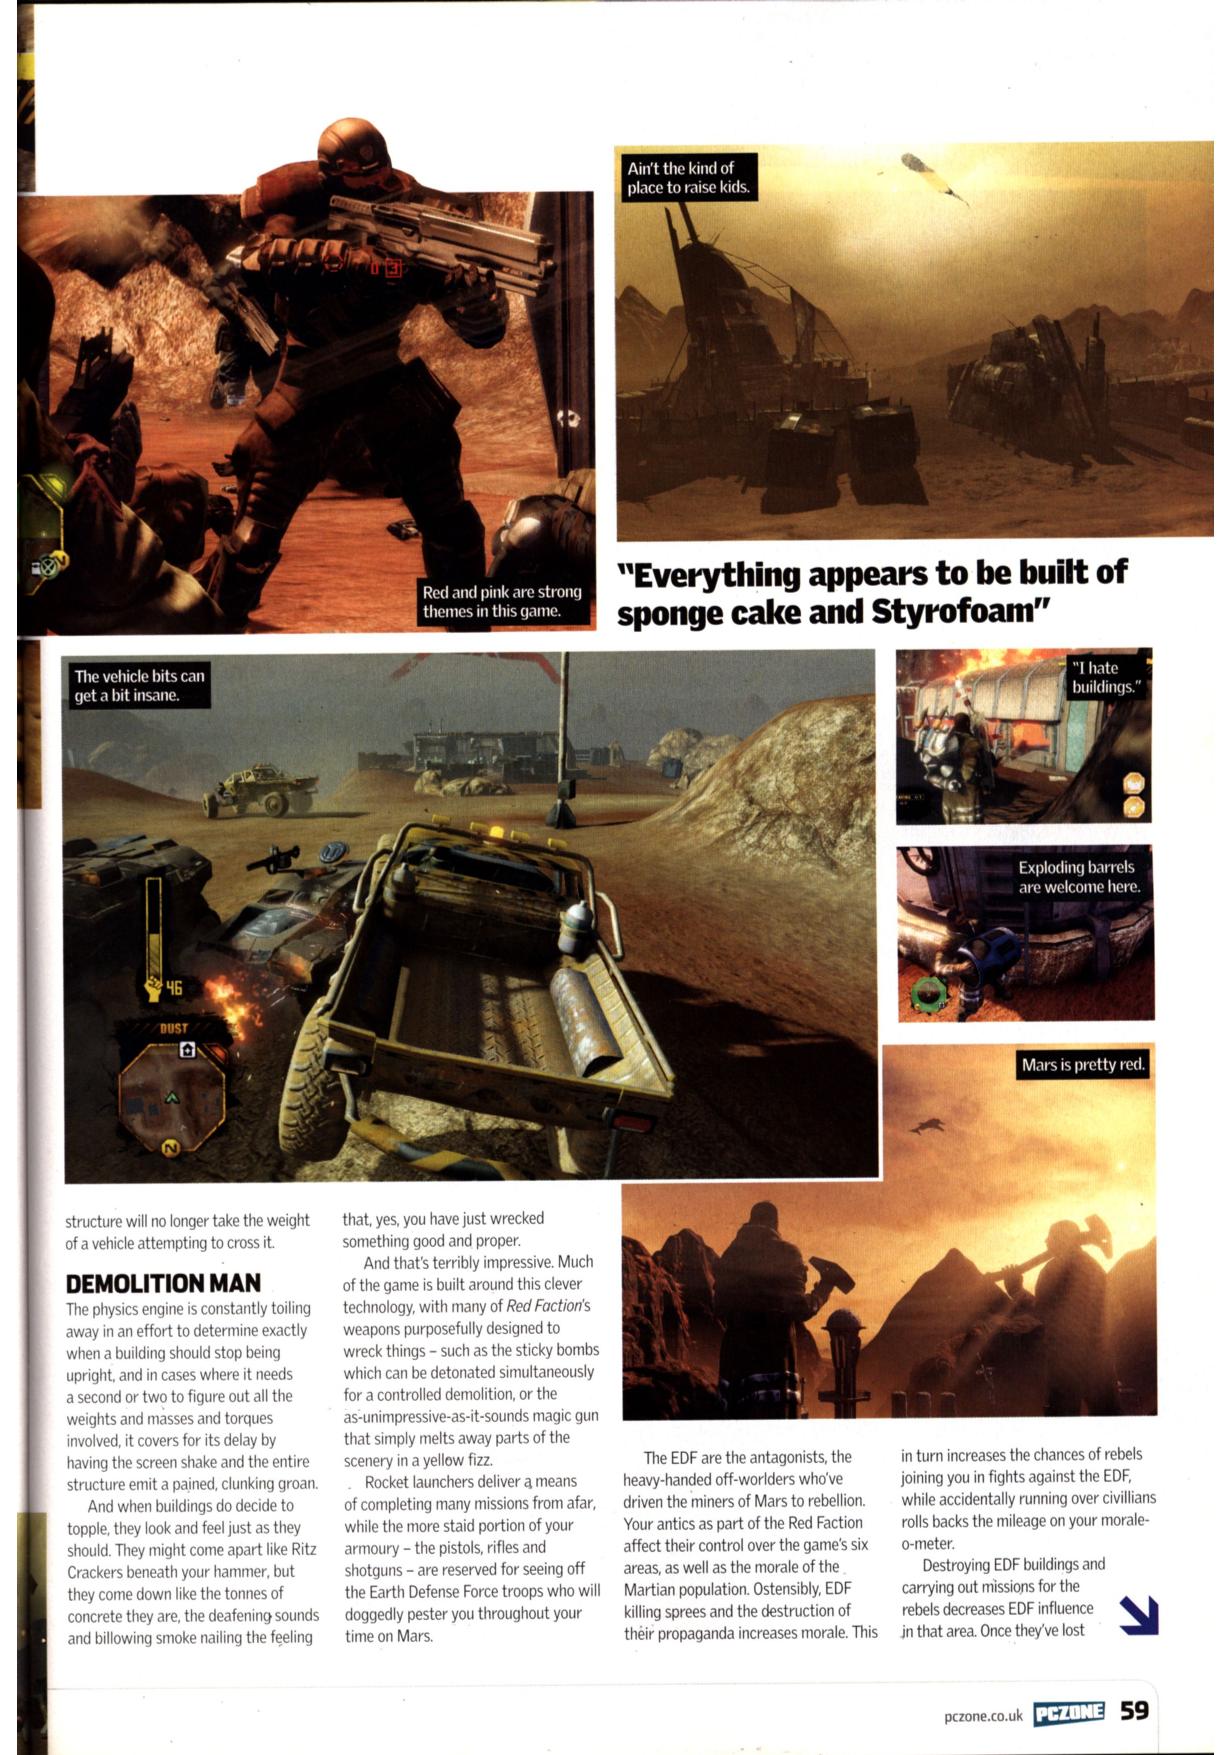 Ain't the kind of
place to raise kids.
Red and pink are strong
themes in this game.
"Everything appears to be built of
sponge cake and Styrofoam"
The vehicle bits can
get a bit insane.
"I hate
buildings."
Exploding barrels
are welcome here.
46
DUST
Mars is pretty red.
structure will no longer take the weight
of a vehicle attempting to cross it.
DEMOLITION MAN
The physics engine is constantly toiling
away in an effort to determine exactly
when a building should stop being
upright, and in cases where it needs
a second or two to figure out all the
weights and masses and torques
involved, it covers for its delay by
having the screen shake and the entire
structure emit a pained, clunking groan.
And when buildings do decide to
topple, they look and feel just as they
should. They might come apart like Ritz
Crackers beneath your hammer, but
they come down like the tonnes of
concrete they are, the deafening sounds
and billowing smoke nailing the feeling
that, yes, you have just wrecked
something good and proper.
And that's terribly impressive. Much
of the game is built around this clever
technology, with many of Red Faction's
weapons purposefully designed to
wreck things – such as the sticky bombs
which can be detonated simultaneously
for a controlled demolition, or the
as-unimpressive-as-it-sounds magic gun
that simply melts away parts of the
scenery in a yellow fizz.
Rocket launchers deliver a means
of completing many missions from afar,
while the more staid portion of your
armoury – the pistols, rifles and
shotguns – are reserved for seeing off
the Earth Defense Force troops who will
doggedly pester you throughout your
time on Mars.
The EDF are the antagonists, the
heavy-handed off-worlders who've
driven the miners of Mars to rebellion.
Your antics as part of the Red Faction
affect their control over the game's six
areas, as well as the morale of the
Martian population. Ostensibly, EDF
killing sprees and the destruction of
their propaganda increases morale. This
in turn increases the chances of rebels
joining you in fights against the EDF,
while accidentally running over civillians
rolls backs the mileage on your morale-
o-meter.
Destroying EDF buildings and
carrying out missions for the
rebels decreases EDF influence
in that area. Once they've lost
pczone.co.uk PCZONE 59